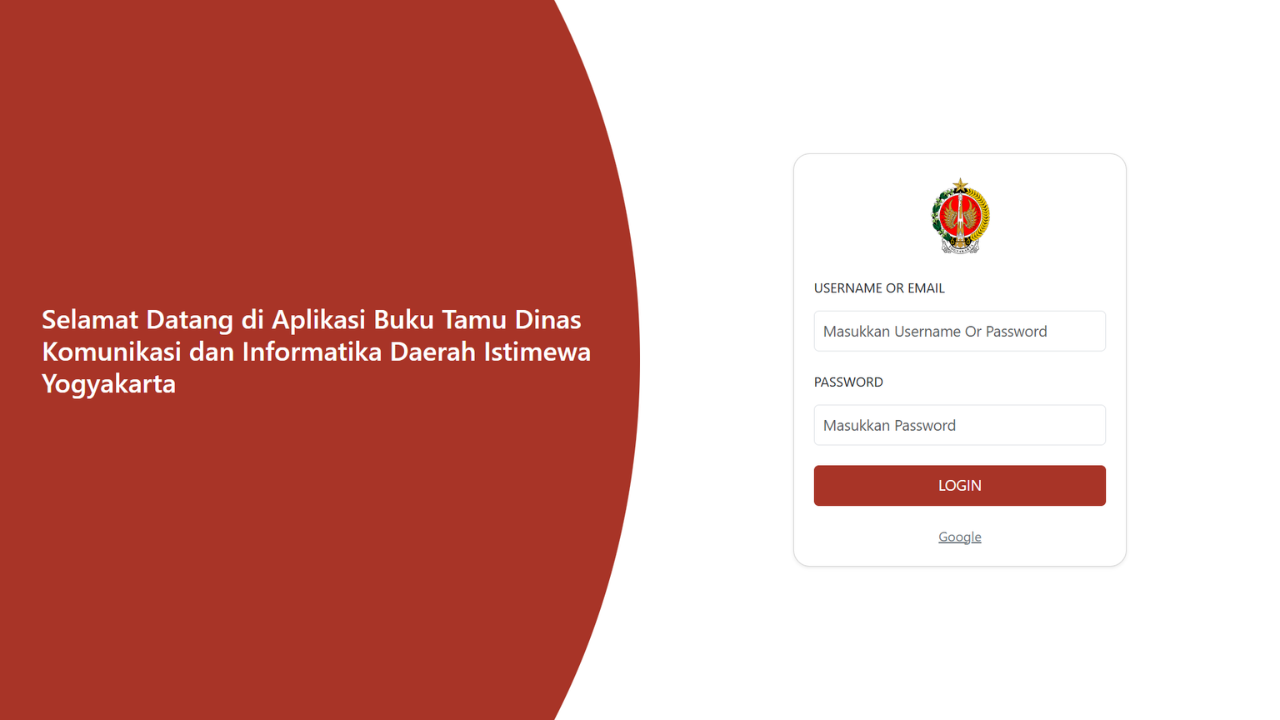 Selamat Datang di Aplikasi Buku Tamu Dinas
Komunikasi dan Informatika Daerah Istimewa
Yogyakarta
USERNAME OR EMAIL
Masukkan Username Or Password
PASSWORD
Masukkan Password
LOGIN
Google